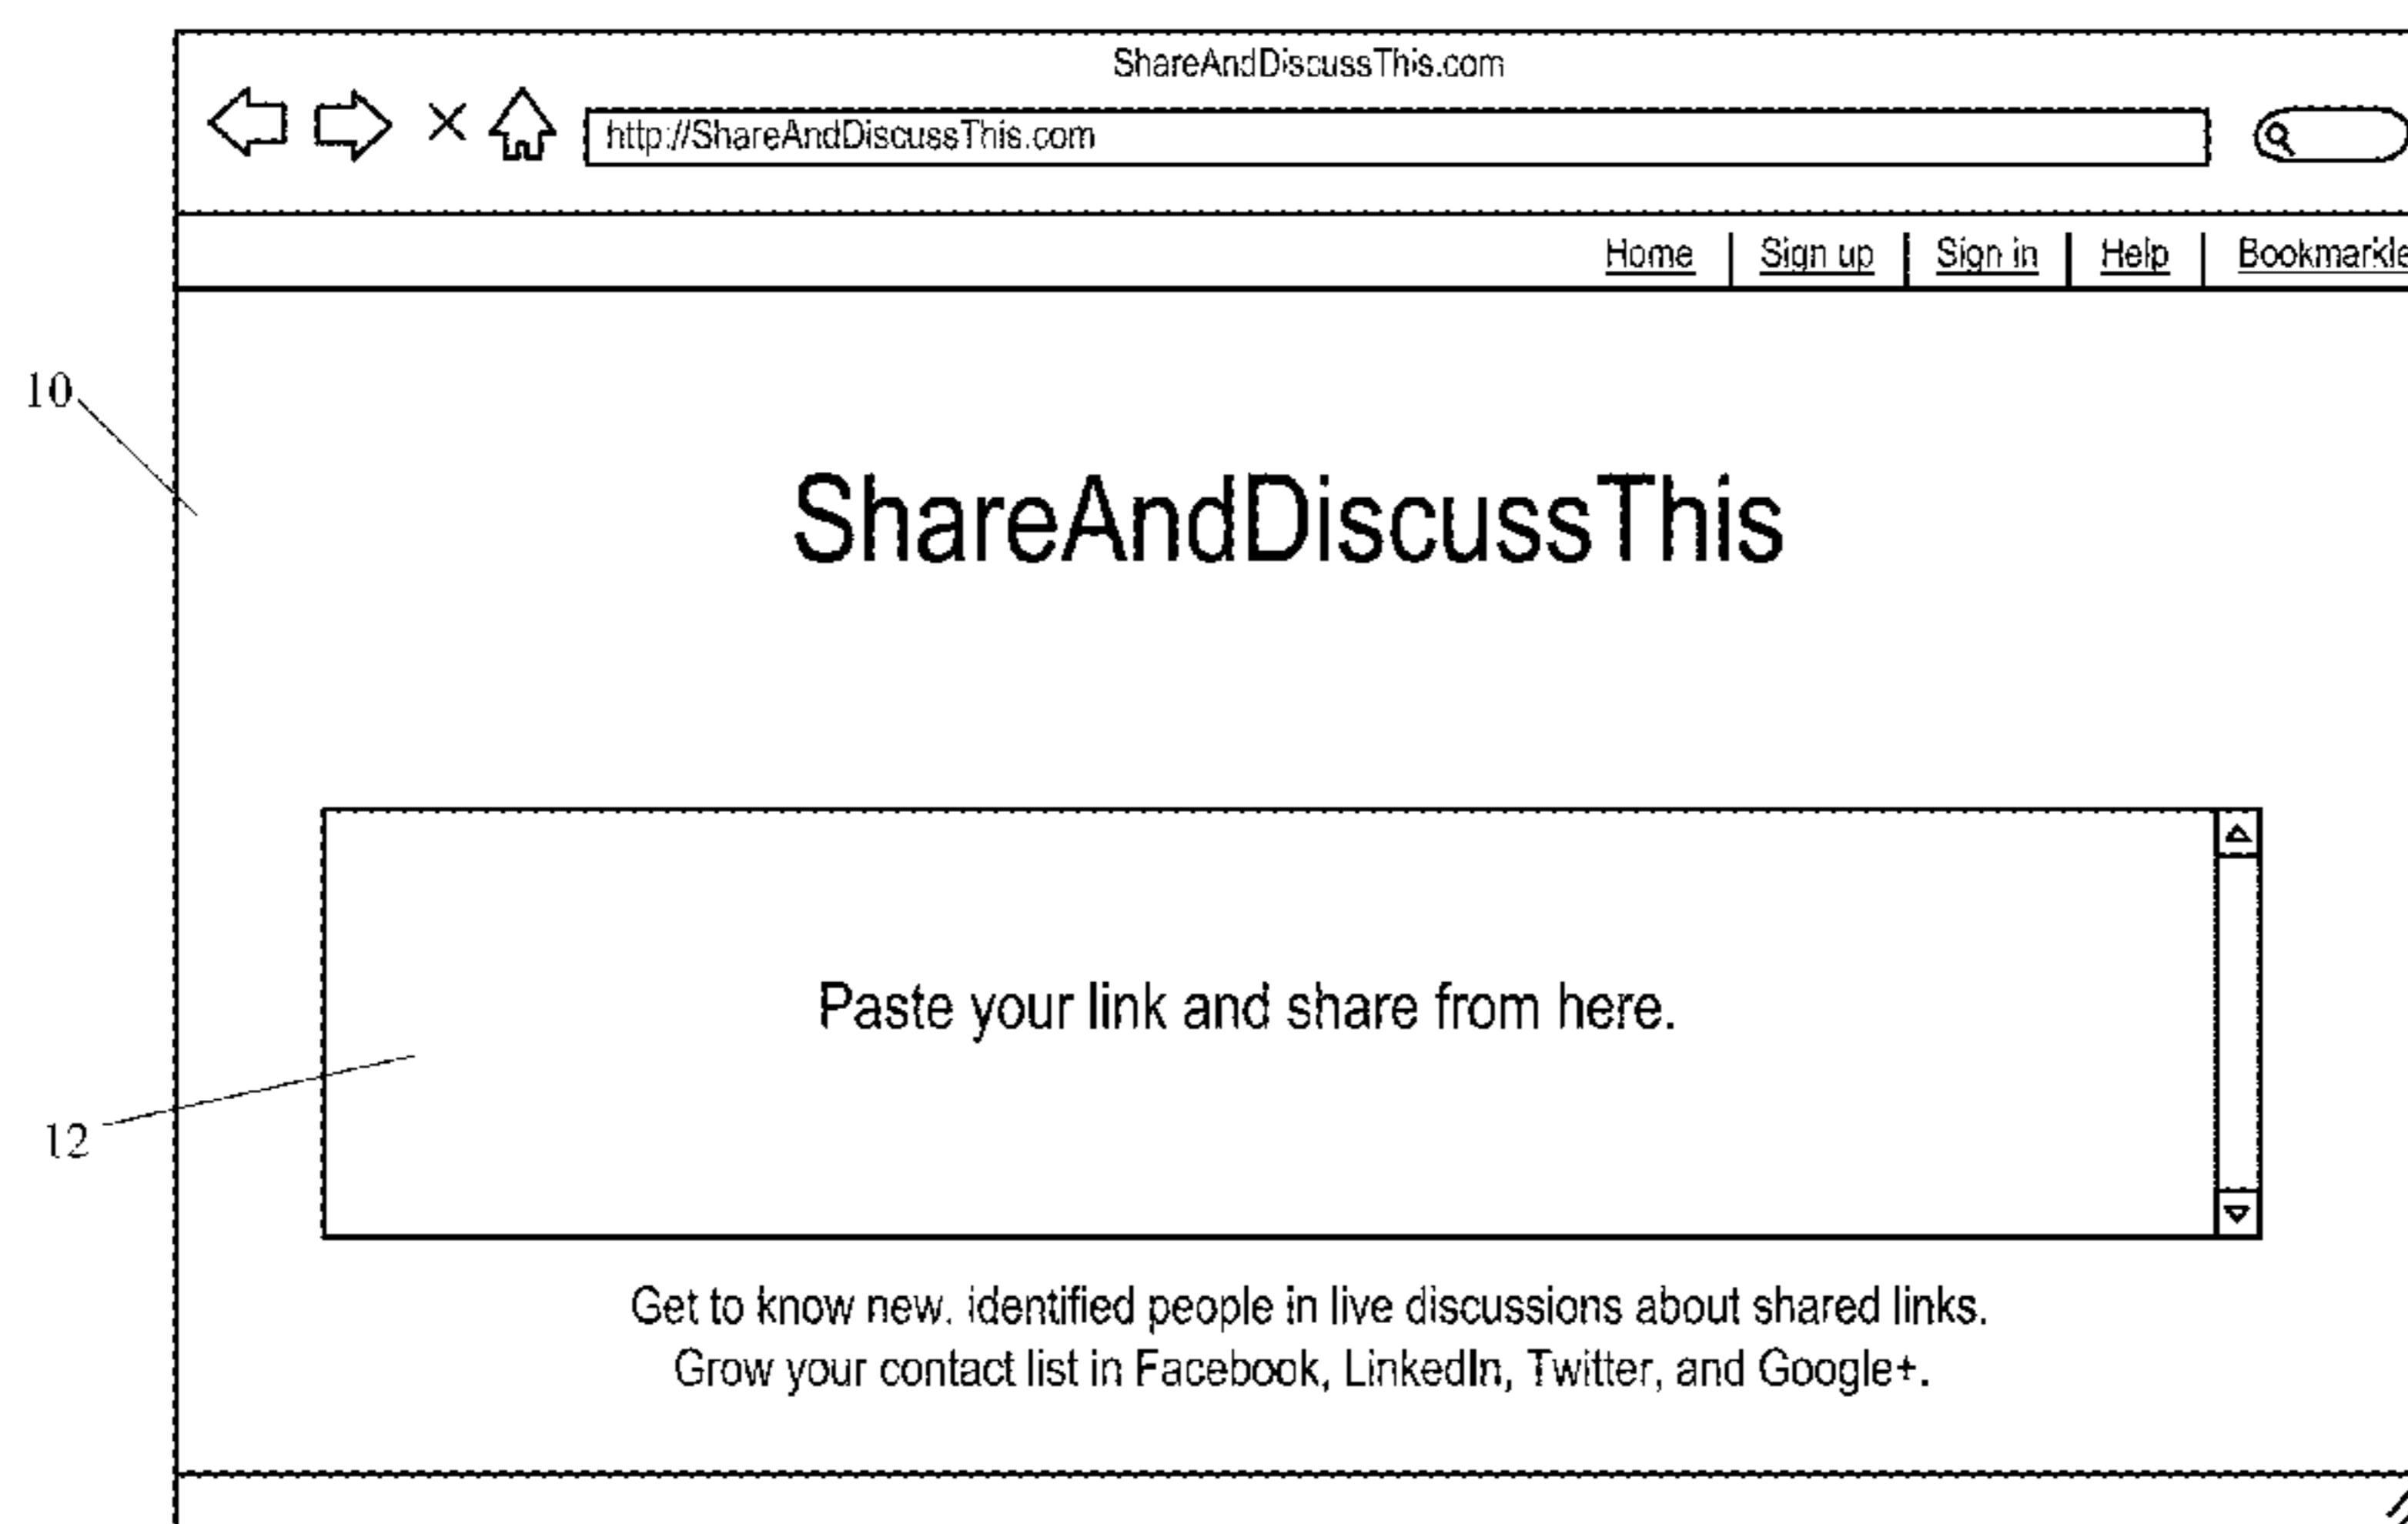 ShareAndDiscussThis.com
http://ShareAndDiscussThis.com
Home Sign up Sign in Help Bookmarkle
10
ShareAndDiscussThis
Paste your link and share from here.
12
Get to know new. identified people in live discussions about shared links.
Grow your contact list in Facebook, LinkedIn, Twitter, and Google+.